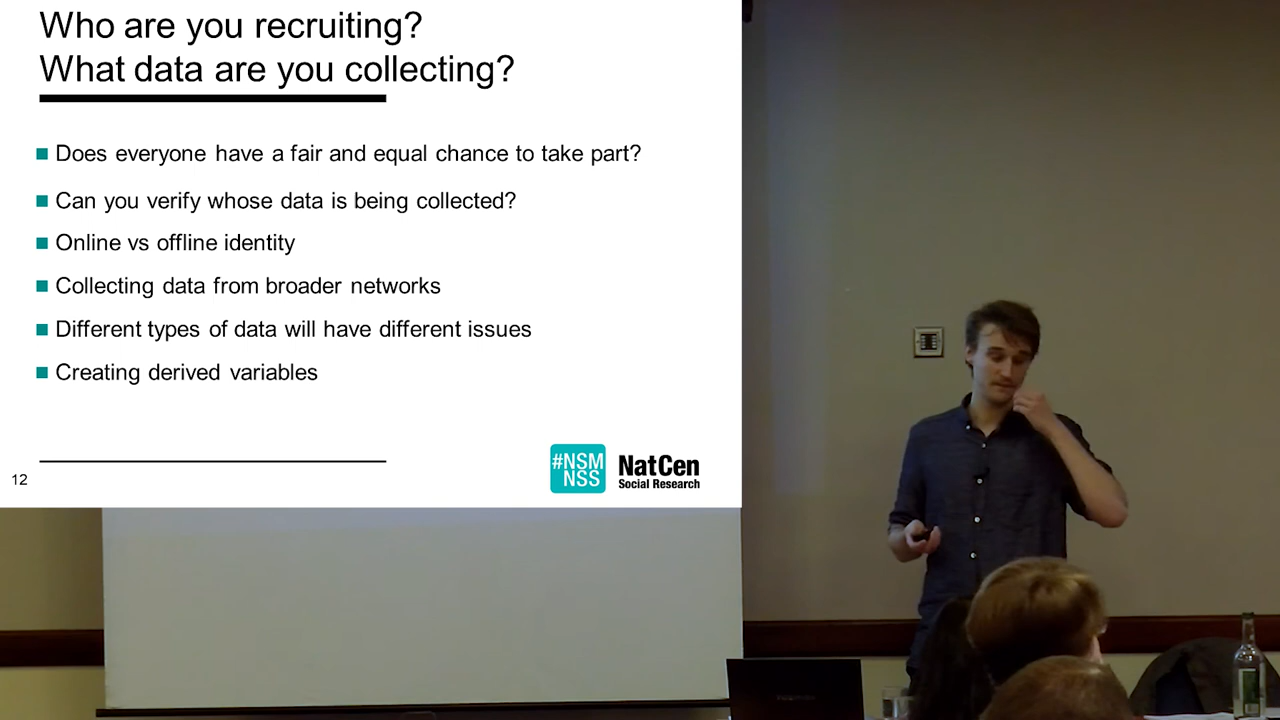 Who are you recruiting?
What data are you collecting?
Does everyone have a fair and equal chance to take part?
Can you verify whose data is being collected?
Online vs offline identity
Collecting data from broader networks
Different types of data will have different issues
Creating derived variables
12
#NSM
NSS
NatCen
Social Research